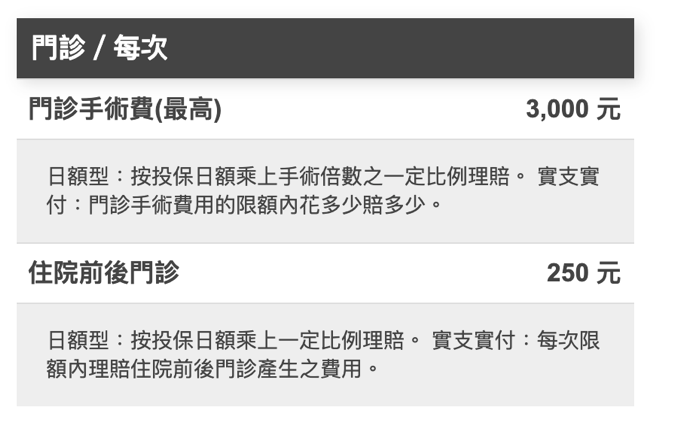 門診 / 每次
門診手術費(最高) 3,000 元
日額型：按投保日額乘上手術倍數之一定比例理賠。 實支實
付：門診手術費用的限額內花多少賠多少。
住院前後門診 250 元
日額型：按投保日額乘上一定比例理賠。 實支實付：每次限
額內理賠住院前後門診產生之費用。